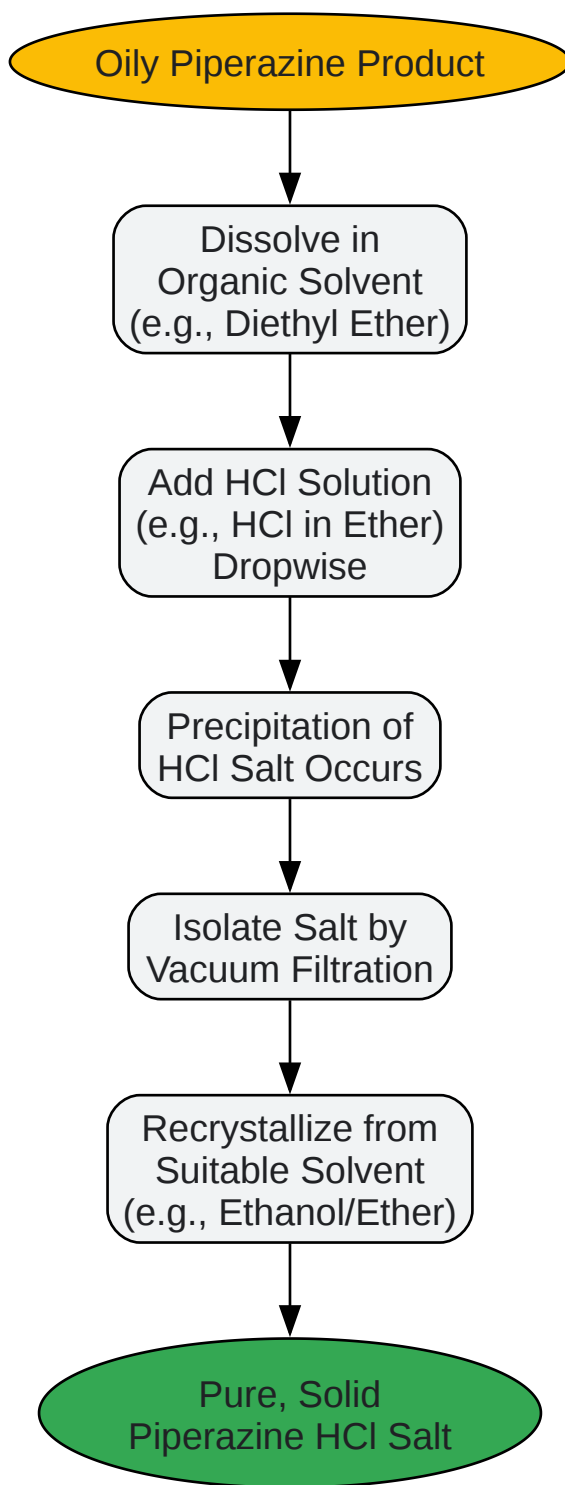 Oily Piperazine Product
Dissolve in
Organic Solvent
(e.g., Diethyl Ether)
Add HCl Solution
(e.g., HCl in Ether)
Dropwise
Precipitation of
HCl Salt Occurs
Isolate Salt by
Vacuum Filtration
Recrystallize from
Suitable Solvent
(e.g., Ethanol/Ether)
Pure, Solid
Piperazine HCl Salt